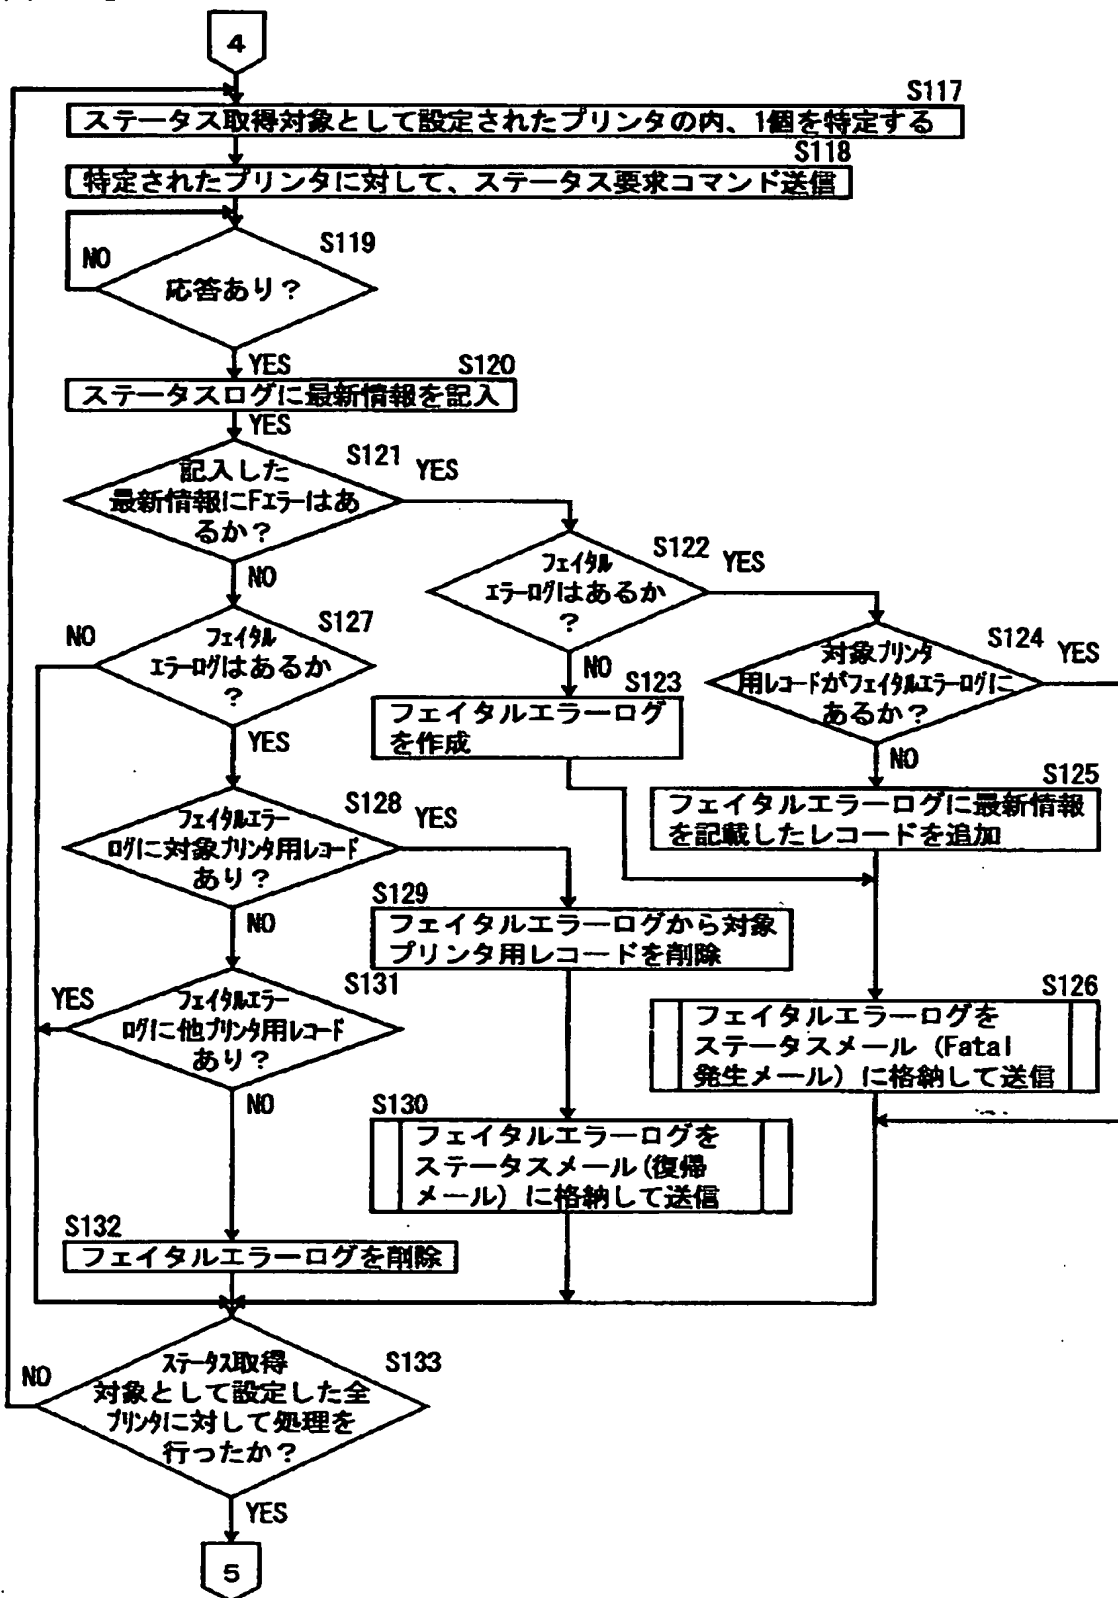 4
S117
ステータス取得対象として設定されたプリンタの内、1個を特定する
S118
特定されたプリンタに対して、ステータス要求コマンド送信
S119
NO
応答あり?
YES
S120
ステータスログに最新情報を記入
YES
S121
YES
記入した
最新情報にFエラーはあ
るか?
NO
S122
YES
フェイタル
エラーログはあるか
?
NO
S127
NO
フェイタル
エラーログはあるか
?
YES
S124
YES
対象プリンタ
用レコードがフェイタルエラーログに
あるか?
NO
S123
フェイタルエラーログ
を作成
S125
フェイタルエラーログに最新情報
を記載したレコードを追加
S128
YES
フェイタルエラー
ログに対象プリンタ用レコード
あり?
NO
S129
フェイタルエラーログから対象
プリンタ用レコードを削除
S131
YES
フェイタルエラー
ログに他プリンタ用レコード
あり?
NO
S126
フェイタルエラーログを
ステータスメール (Fatal
発生メール) に格納して送信
S130
フェイタルエラーログを
ステータスメール (復帰
メール) に格納して送信
S132
フェイタルエラーログを削除
S133
NO
ステータス取得
対象として設定した全
プリンタに対して処理を
行ったか?
YES
5